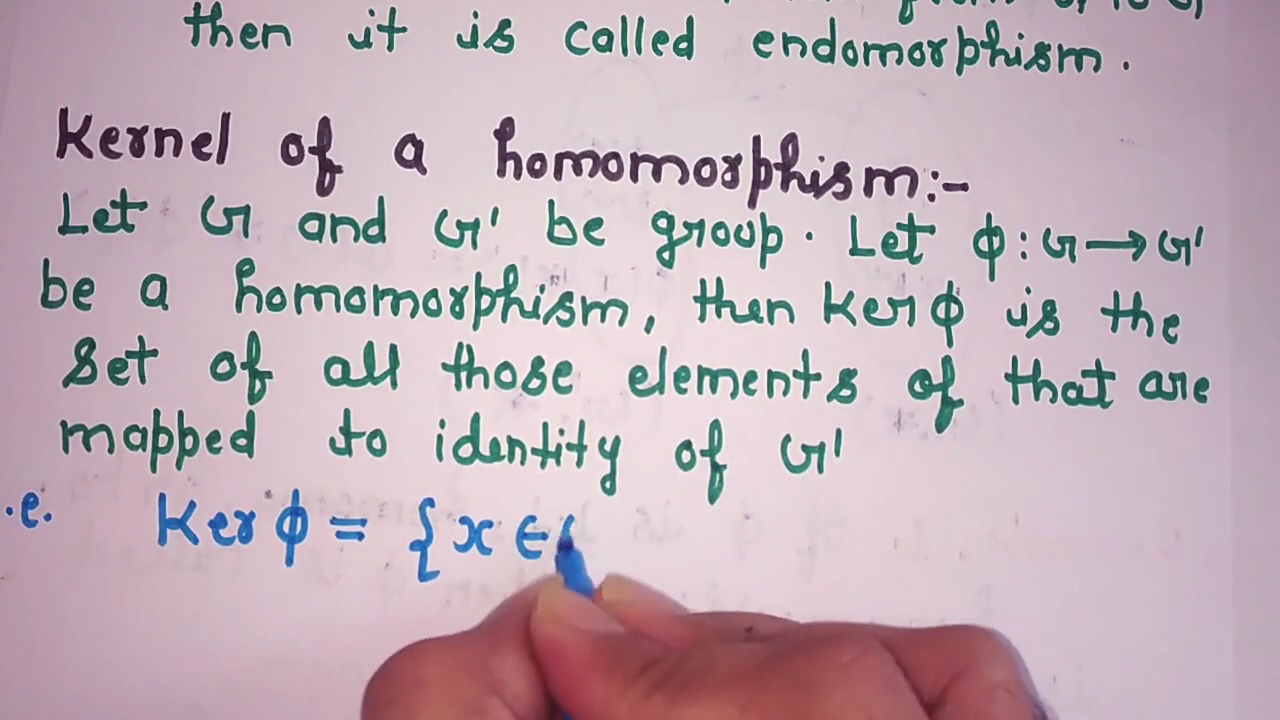 then it is called endomorphism.
Kernel of a homomorphism:-
Let G and G' be group. Let ϕ:G→G'
be a homomorphism, then Ker ϕ is the
set of all those elements of that are
mapped to identity of G'
.e. Ker ϕ = {x ∈